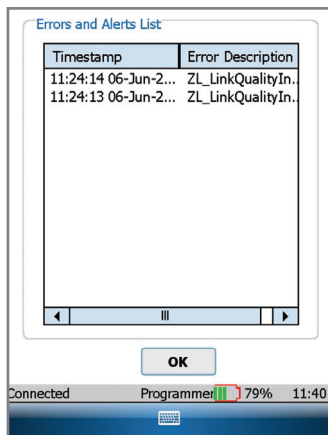 Errors and Alerts List
Timestamp Error Description
11:24:14 06-Jun-2... ZL_LinkQualityIn..
11:24:13 06-Jun-2... ZL_LinkQualityIn..
OK
Connected Programmer 79% 11:40